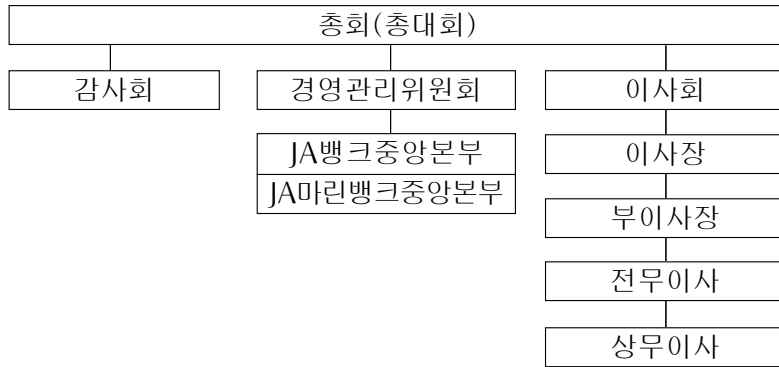 총회(총대회)
감사회
경영관리위원회
이사회
JA뱅크중앙본부
이사장
JA마린뱅크중앙본부
부이사장
전무이사
상무이사